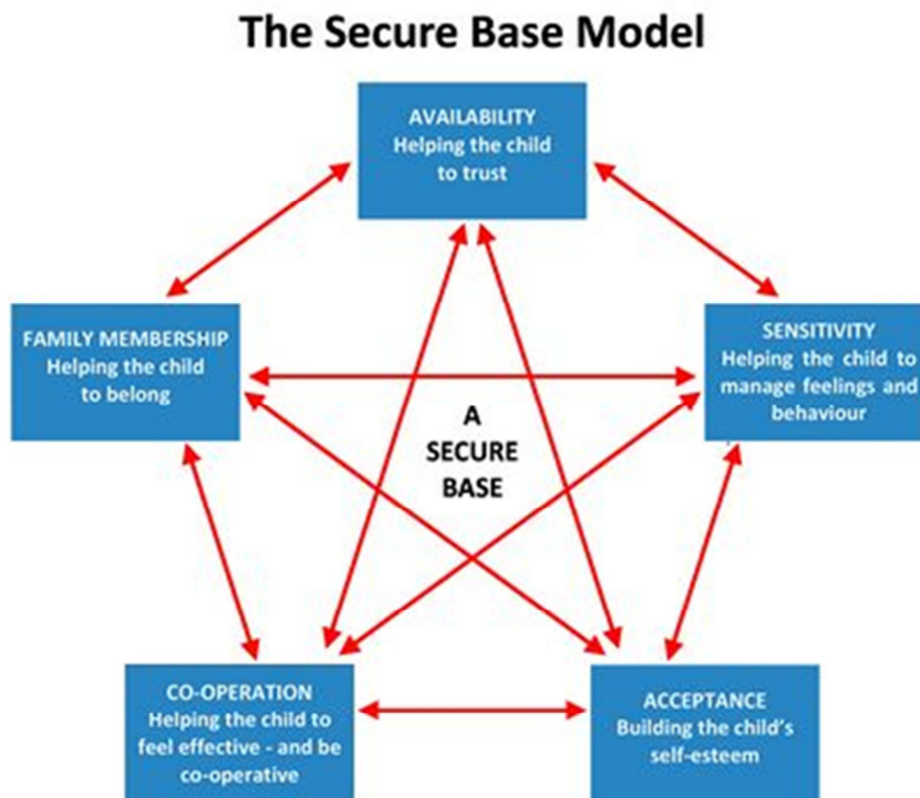 The Secure Base Model
AVAILABILITY
Helping the child
to trust
FAMILY MEMBERSHIP
Helping the child
to belong
SENSITIVITY
Helping the child to
manage feelings and
behaviour
A
SECURE
BASE
CO-OPERATION
Helping the child to
feel effective - and be
co-operative
ACCEPTANCE
Building the child's
self-esteem